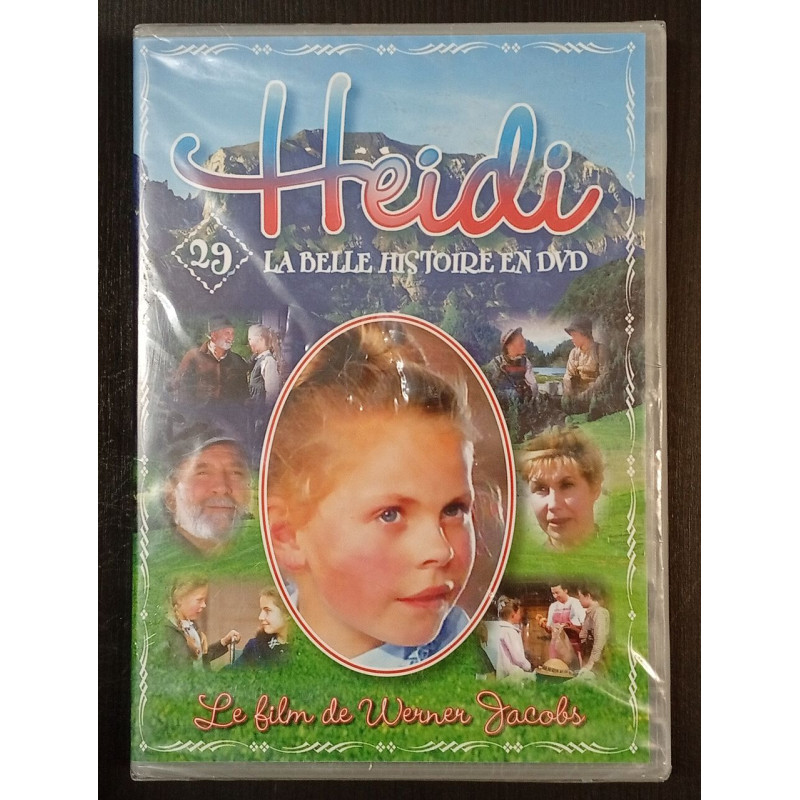 Heidi
29
LA BELLE HISTOIRE EN DVD
Le film de Werner Jacobs